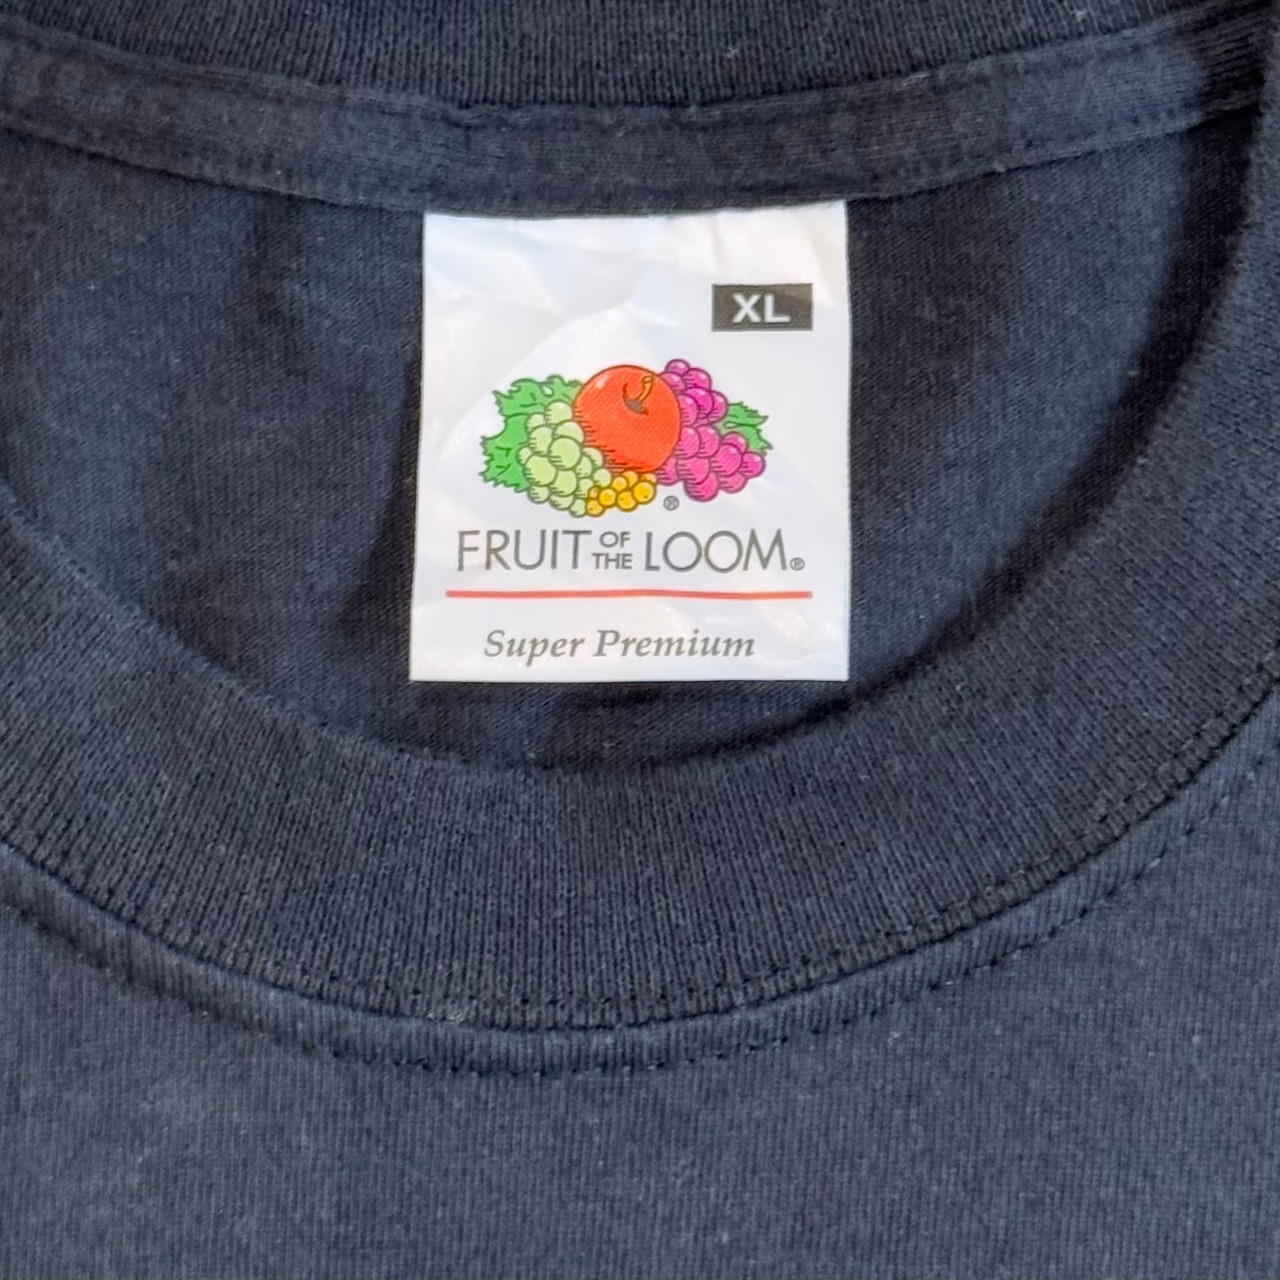 XL
®
FRUIT OF THE LOOM®
Super Premium